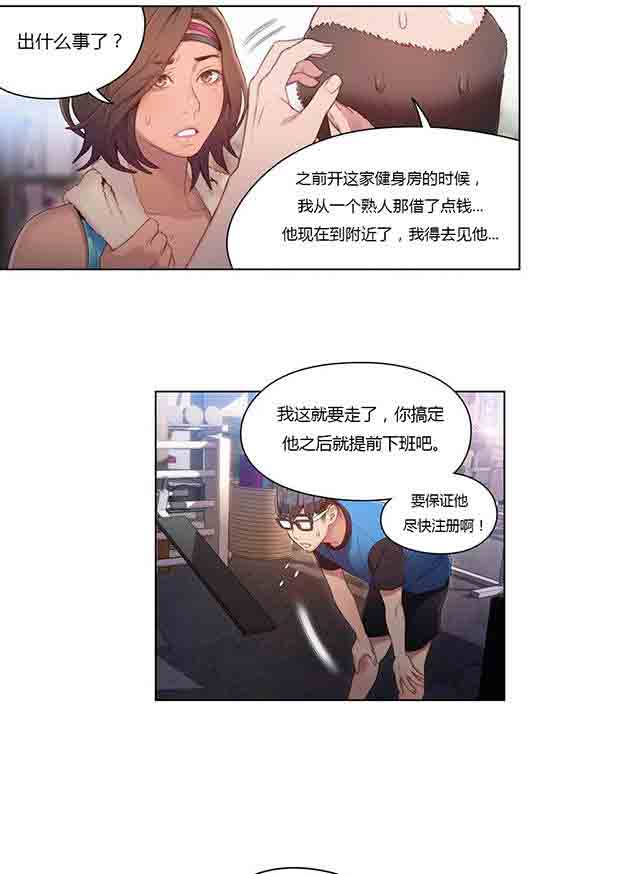 出什么事了？
之前开这家健身房的时候，
我从一个熟人那借了点钱...
他现在到附近了，我得去见他...
我这就要走了，你搞定
他之后就提前下班吧。
要保证他
尽快注册啊！